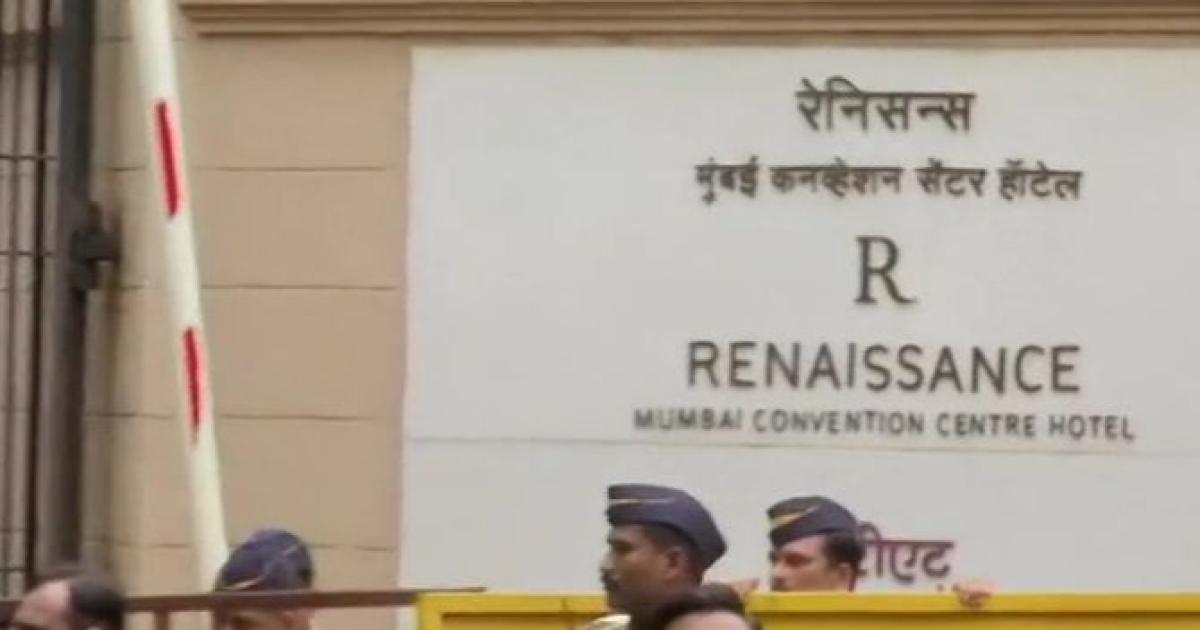 रेनिसन्स
मुंबई कनव्हेशन सेंटर हॉटेल
R
RENAISSANCE
MUMBAI CONVENTION CENTRE HOTEL